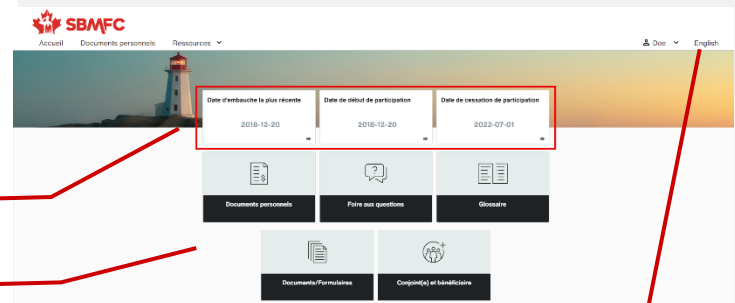 SBMFC
Accueil Documents personnels Ressources Doe English
Date d'embauche la plus récente Date de début de participation Date de cessation de participation
2018-12-20 2018-12-20 2022-07-01
Documents personnels Foire aux questions Glossaire
Documents/Formulaires Conjoint(e) et bénéficiaire